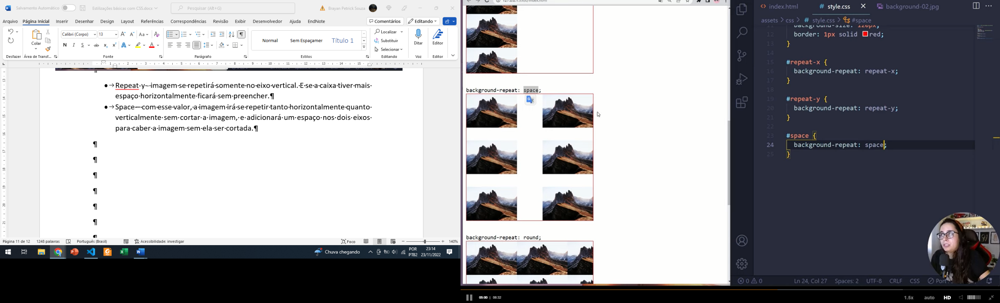 Salvamento Automático
Estilizações básicas com CSS.docx
Pesquisar (Alt+G)
Brayan Petrick Souza
Arquivo Página Inicial Inserir Desenhar Design Layout Referências Correspondências Revisão Exibir Desenvolvedor Ajuda EndNote
Comentários Editando
Colar
Calibri (Corpo) 13
Normal Sem Espaçamer Título 1
Localizar
Substituir
Selecionar
Ditar
Editor
Desfazer Área de Transf... Fonte Parágrafo Estilos Editando Voz Editor
Repeat-y - imagem se repetirá somente no eixo vertical. E se a caixa tiver mais
espaço horizontalmente ficará sem preencher.¶
Space – com esse valor, a imagem irá se repetir tanto horizontalmente quanto
verticalmente sem cortar a imagem, e adicionará um espaço nos dois eixos
para caber a imagem sem ela ser cortada.¶
¶
¶
¶
¶
¶
¶
¶
Página 11 de 12 1248 palavras Português (Brasil) Acessibilidade: investigar Foco 140%
Chuva chegando
POR
PTB2
23:14
23/11/2022
127.0.0.1:5500/index.html
background-repeat: space;
background-repeat: round;
index.html # style.css background-02.jpg
assets > css > # style.css > #space
11 background-size: 120px;
12 border: 1px solid red;
13 }
14
15 #repeat-x {
16 background-repeat: repeat-x;
17 }
18
19 #repeat-y {
20 background-repeat: repeat-y;
21 }
22
23 #space {
24 background-repeat: space;
25 }
0 0 Ln 24, Col 27 Spaces: 2 UTF-8 CRLF CSS Port
05:00 | 08:32
1.5x auto HD